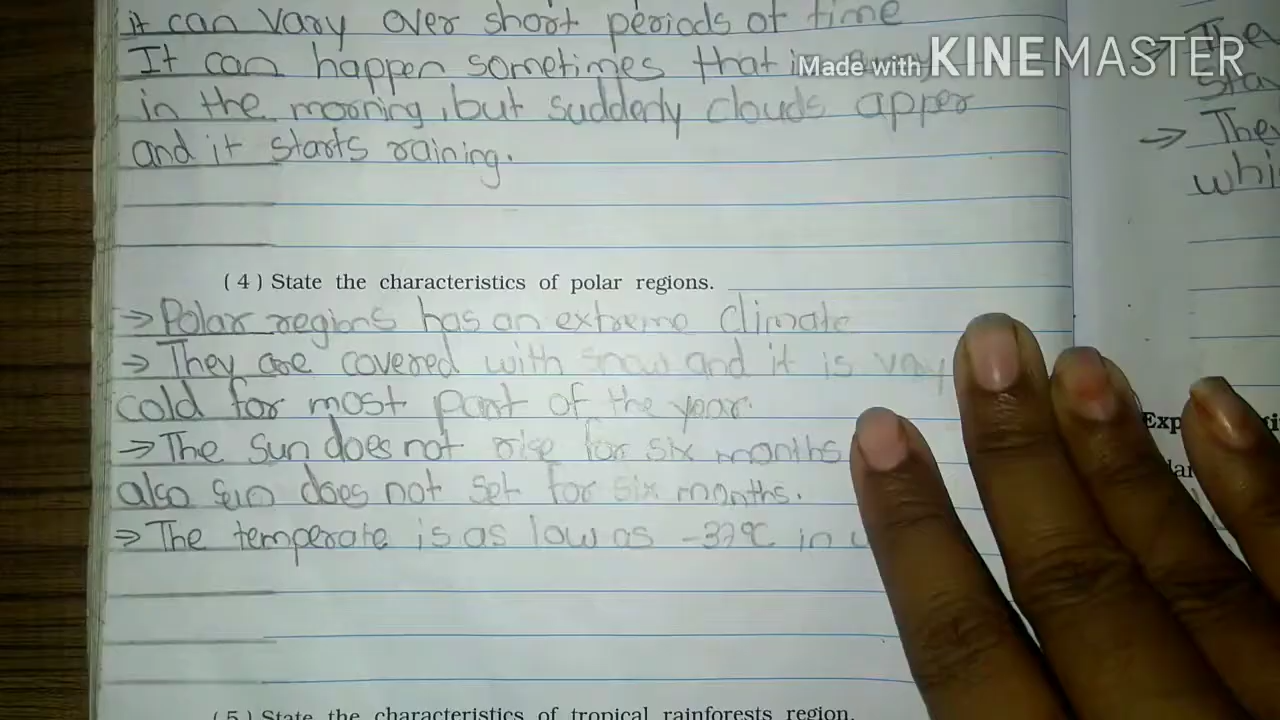 it can vary over short periods of time
It can happen sometimes that
Made with KINEMASTER
in the morning, but suddenly clouds apper
and it starts raining.
(4) State the characteristics of polar regions.
⇒ Polar regions has an extreme climate
⇒ They are covered with snow and it is very
cold for most part of the year.
⇒ The Sun does not rise for six months
also sun does not set for six months.
⇒ The temperate is as low as -37°C in
(5) State the characteristics of tropical rainforests region.
⇒ The
⇒ They
whi
Exp